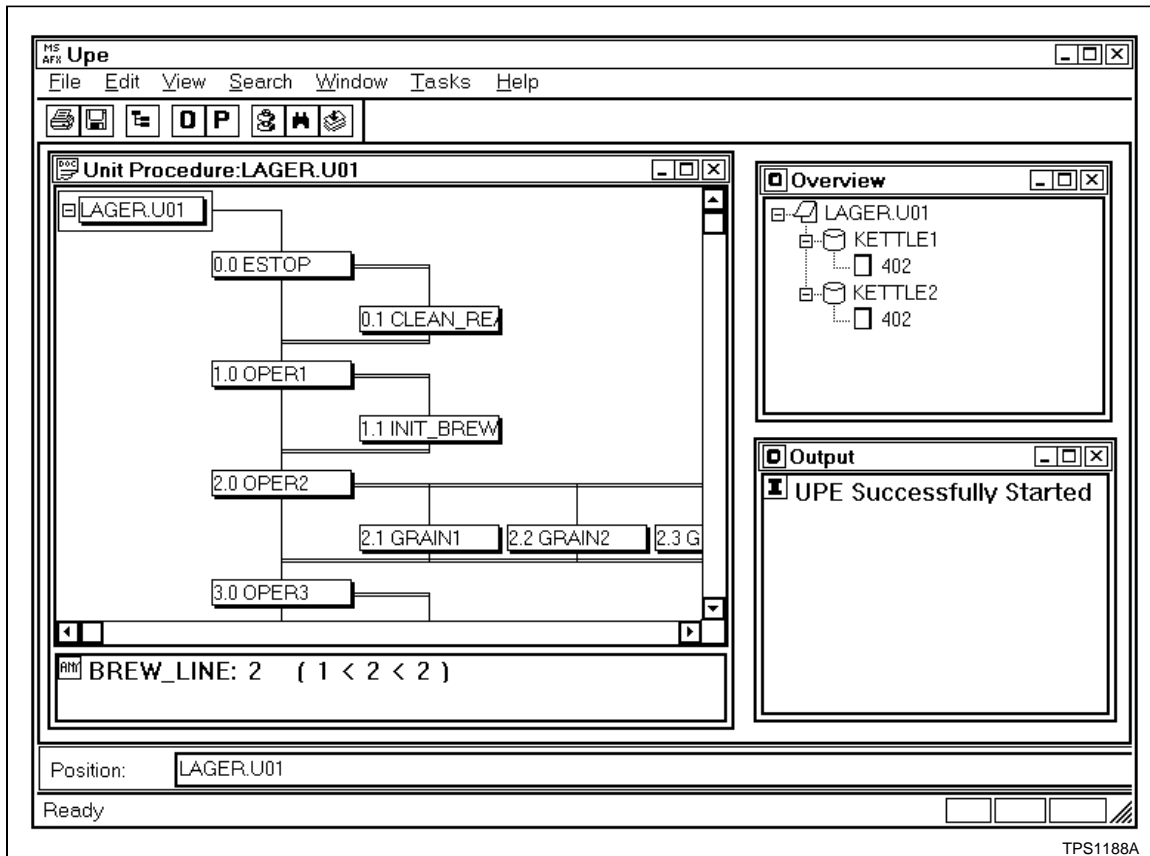 MS
AFX Upe
File Edit View Search Window Tasks Help
O P
DOC Unit Procedure:LAGER.U01
LAGER.U01
0.0 ESTOP
0.1 CLEAN_REA
1.0 OPER1
1.1 INIT_BREW
2.0 OPER2
2.1 GRAIN1 2.2 GRAIN2 2.3 G
3.0 OPER3
ANY BREW_LINE: 2 ( 1 < 2 < 2 )
O Overview
LAGER.U01
KETTLE1
402
KETTLE2
402
O Output
I UPE Successfully Started
Position: LAGER.U01
Ready
TPS1188A